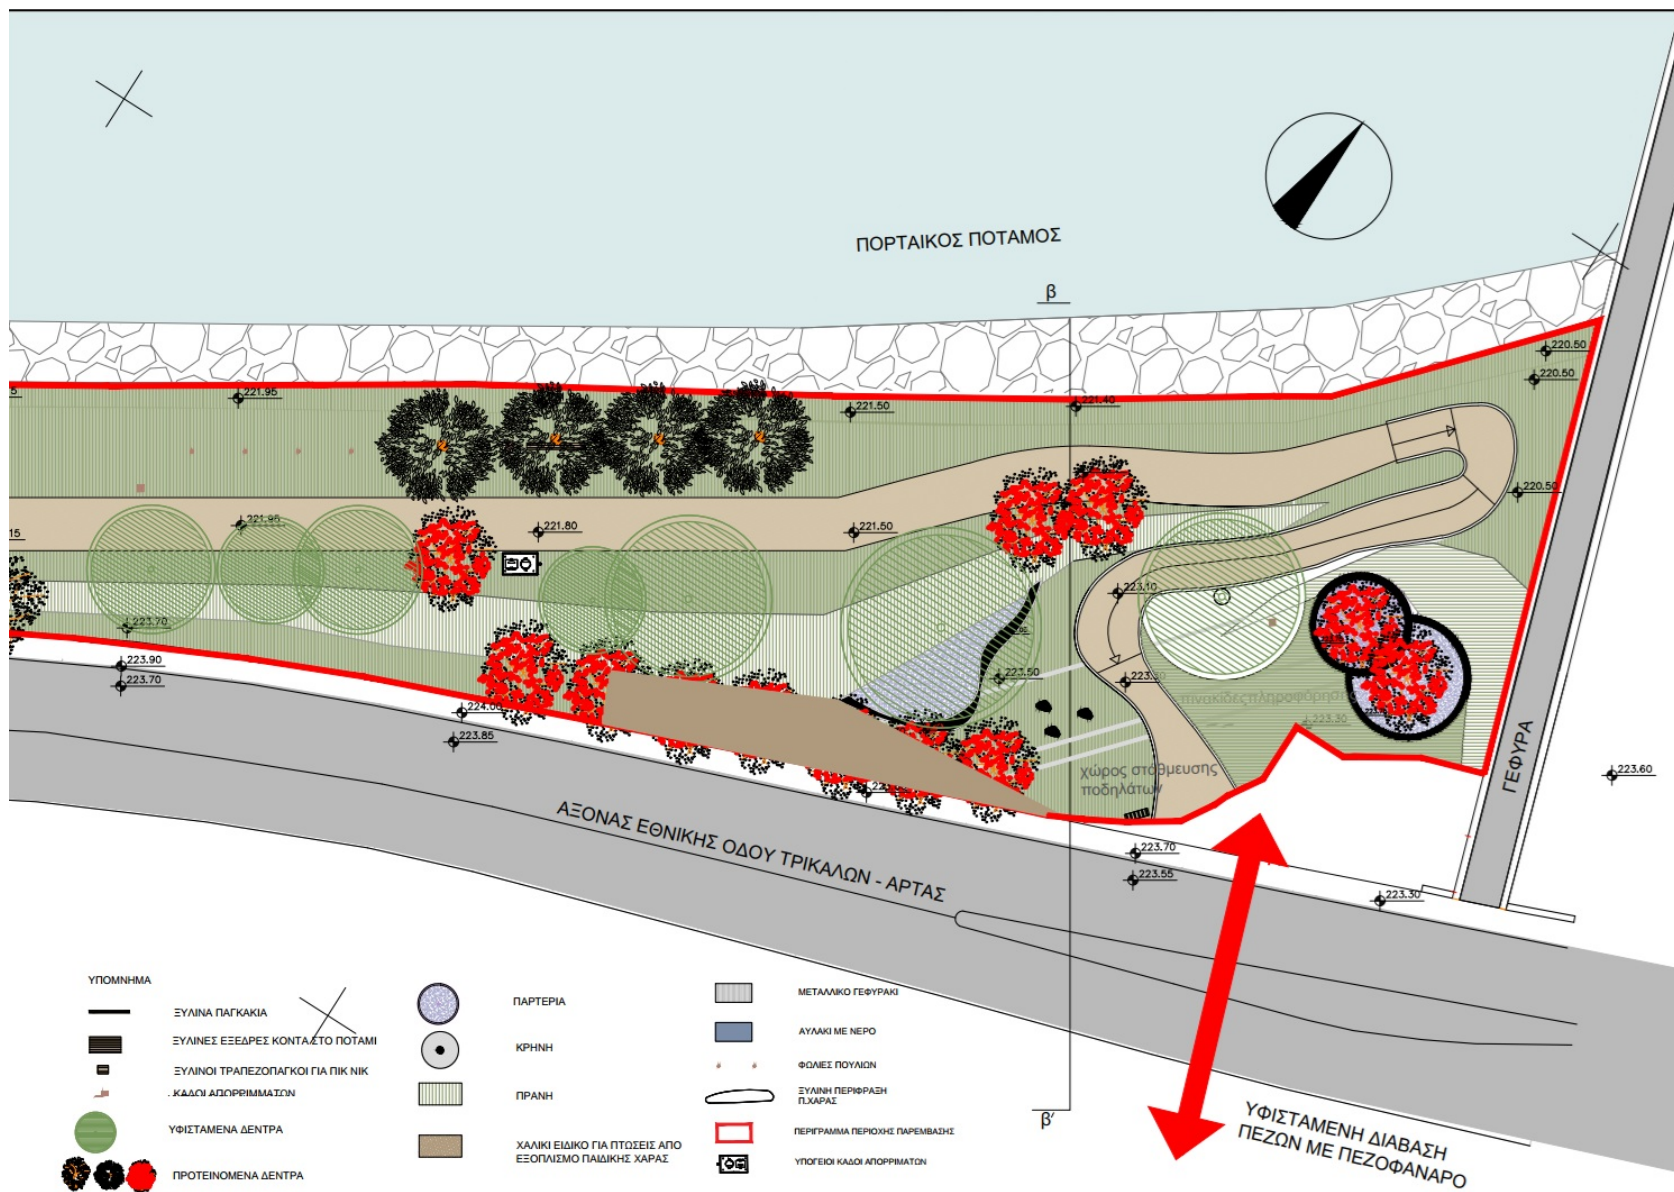 ΠΟΡΤΑΙΚΟΣ ΠΟΤΑΜΟΣ
β
220.50
220.50
221.95
221.50
221.40
220.50
221.95
221.80
221.50
15
223.10
223.70
223.90
223.70
223.50
πινακίδες πληροφόρησης
223.30
224.00
223.85
χώρος στάθμευσης
ποδηλάτων
ΓΕΦΥΡΑ
223.60
ΑΞΟΝΑΣ ΕΘΝΙΚΗΣ ΟΔΟΥ ΤΡΙΚΑΛΩΝ - ΑΡΤΑΣ
223.70
223.55
223.30
ΥΠΟΜΝΗΜΑ
ΞΥΛΙΝΑ ΠΑΓΚΑΚΙΑ
ΞΥΛΙΝΕΣ ΕΞΕΔΡΕΣ ΚΟΝΤΑ ΣΤΟ ΠΟΤΑΜΙ
ΞΥΛΙΝΟΙ ΤΡΑΠΕΖΟΠΑΓΚΟΙ ΓΙΑ ΠΙΚ ΝΙΚ
ΚΑΔΟΙ ΑΠΟΡΡΙΜΜΑΤΩΝ
ΥΦΙΣΤΑΜΕΝΑ ΔΕΝΤΡΑ
ΠΡΟΤΕΙΝΟΜΕΝΑ ΔΕΝΤΡΑ
ΠΑΡΤΕΡΙΑ
ΚΡΗΝΗ
ΠΡΑΝΗ
ΧΑΛΙΚΙ ΕΙΔΙΚΟ ΓΙΑ ΠΤΩΣΕΙΣ ΑΠΟ
ΕΞΟΠΛΙΣΜΟ ΠΑΙΔΙΚΗΣ ΧΑΡΑΣ
ΜΕΤΑΛΛΙΚΟ ΓΕΦΥΡΑΚΙ
ΑΥΛΑΚΙ ΜΕ ΝΕΡΟ
ΦΩΛΙΕΣ ΠΟΥΛΙΩΝ
ΞΥΛΙΝΗ ΠΕΡΙΦΡΑΞΗ
Π.ΧΑΡΑΣ
ΠΕΡΙΓΡΑΜΜΑ ΠΕΡΙΟΧΗΣ ΠΑΡΕΜΒΑΣΗΣ
ΥΠΟΓΕΙΟΙ ΚΑΔΟΙ ΑΠΟΡΡΙΜΑΤΩΝ
β'
ΥΦΙΣΤΑΜΕΝΗ ΔΙΑΒΑΣΗ
ΠΕΖΩΝ ΜΕ ΠΕΖΟΦΑΝΑΡΟ